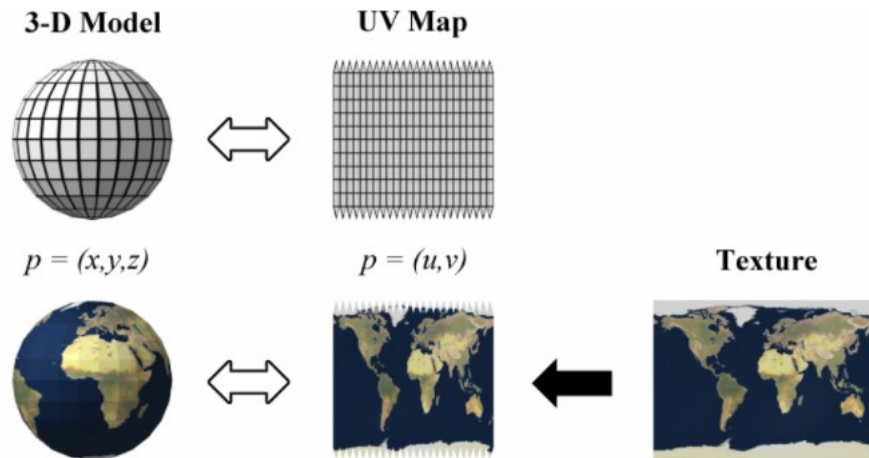 3-D Model
UV Map
p = (x,y,z)
p = (u,v)
Texture